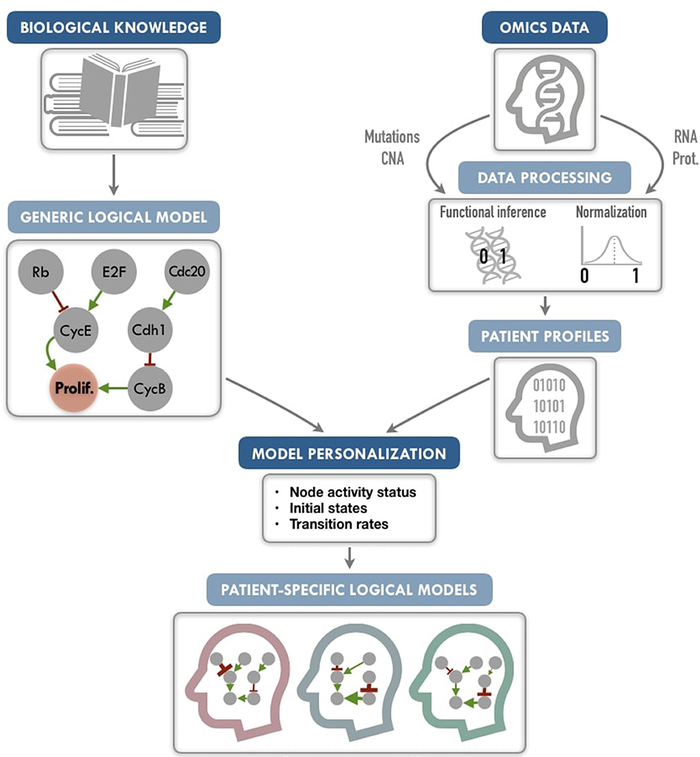 BIOLOGICAL KNOWLEDGE
OMICS DATA
Mutations
CNA
RNA
Prot.
DATA PROCESSING
Functional inference
Normalization
0 1
0 1
GENERIC LOGICAL MODEL
Rb
E2F
Cdc20
CycE
Cdh1
Prolif.
CycB
PATIENT PROFILES
01010
10101
10110
MODEL PERSONALIZATION
· Node activity status
· Initial states
· Transition rates
PATIENT-SPECIFIC LOGICAL MODELS